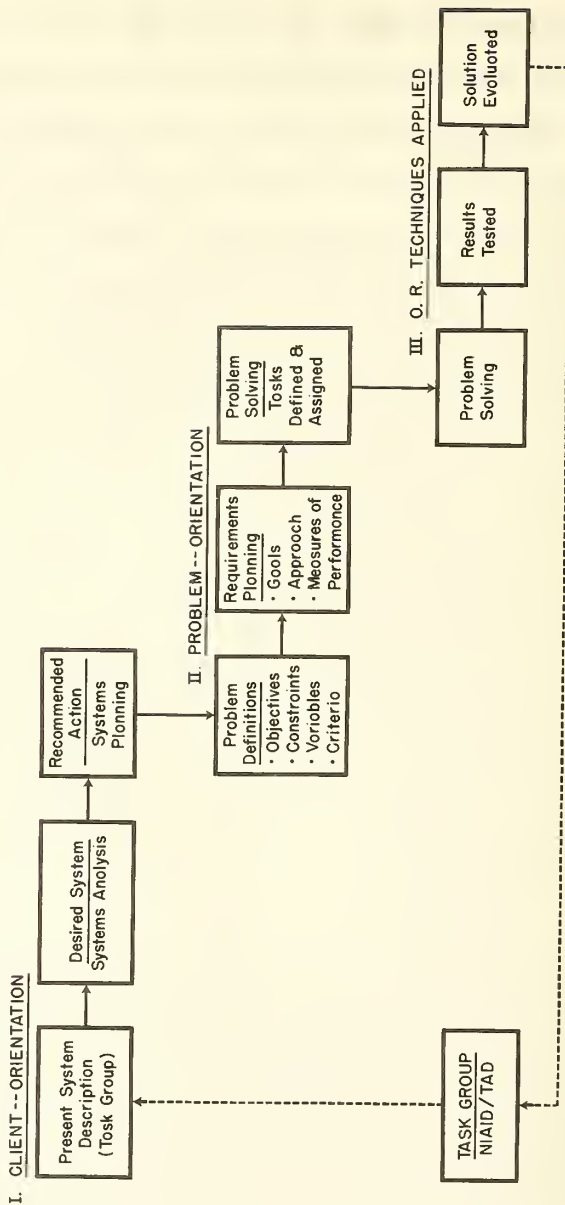 I. CLIENT -- ORIENTATION
Present System
Description
(Tosk Group)
Desired System
Systems Anolysis
Recommended
Action
Systems
Plonning
II. PROBLEM -- ORIENTATION
Problem
Definitions
· Objectives
· Constraints
· Voriobles
· Criterio
Requirements
Plonning
· Gools
· Approoch
· Meosures of
Performonce
Problem
Solving
Tosks
Defined &
Assigned
III. O. R. TECHNIQUES APPLIED
Problem
Solving
Results
Tested
Solution
Evoluoted
TASK GROUP
NIAID/TAD